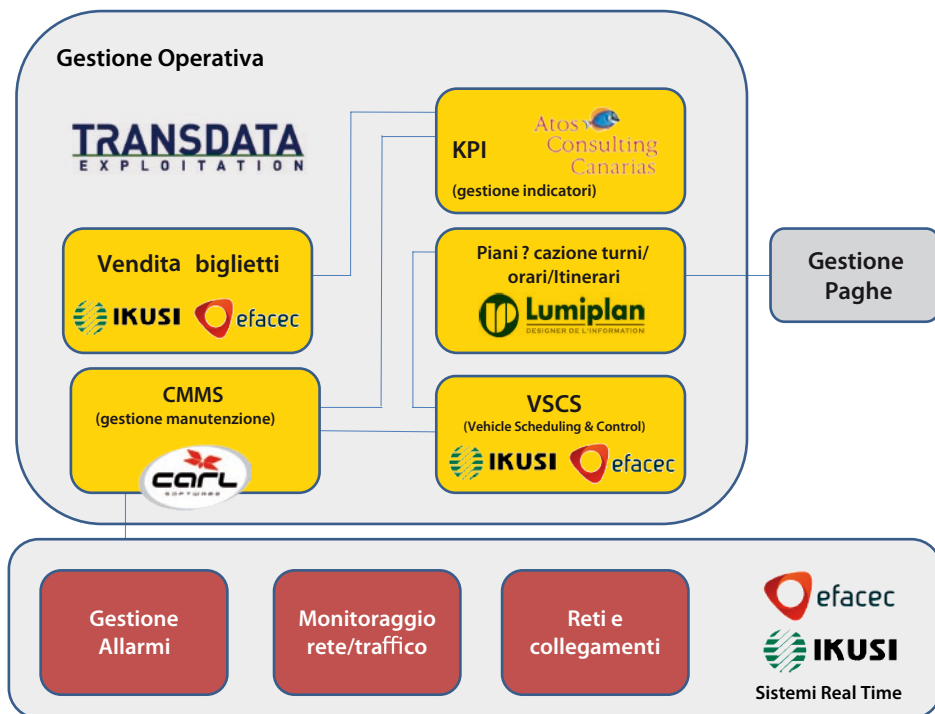 Gestione Operativa
TRANSDATA
EXPLOITATION
KPI
(gestione indicatori)
Atos
Consulting
Canarias
Vendita biglietti
IKUSI
efacec
Piani ? cazione turni/
orari/Itinerari
Lumiplan
DESIGNER DE L'INFORMATION
Gestione
Paghe
CMMS
(gestione manutenzione)
carl
SOFTWARE
VSCS
(Vehicle Scheduling & Control)
IKUSI
efacec
Gestione
Allarmi
Monitoraggio
rete/traffico
Reti e
collegamenti
efacec
IKUSI
Sistemi Real Time